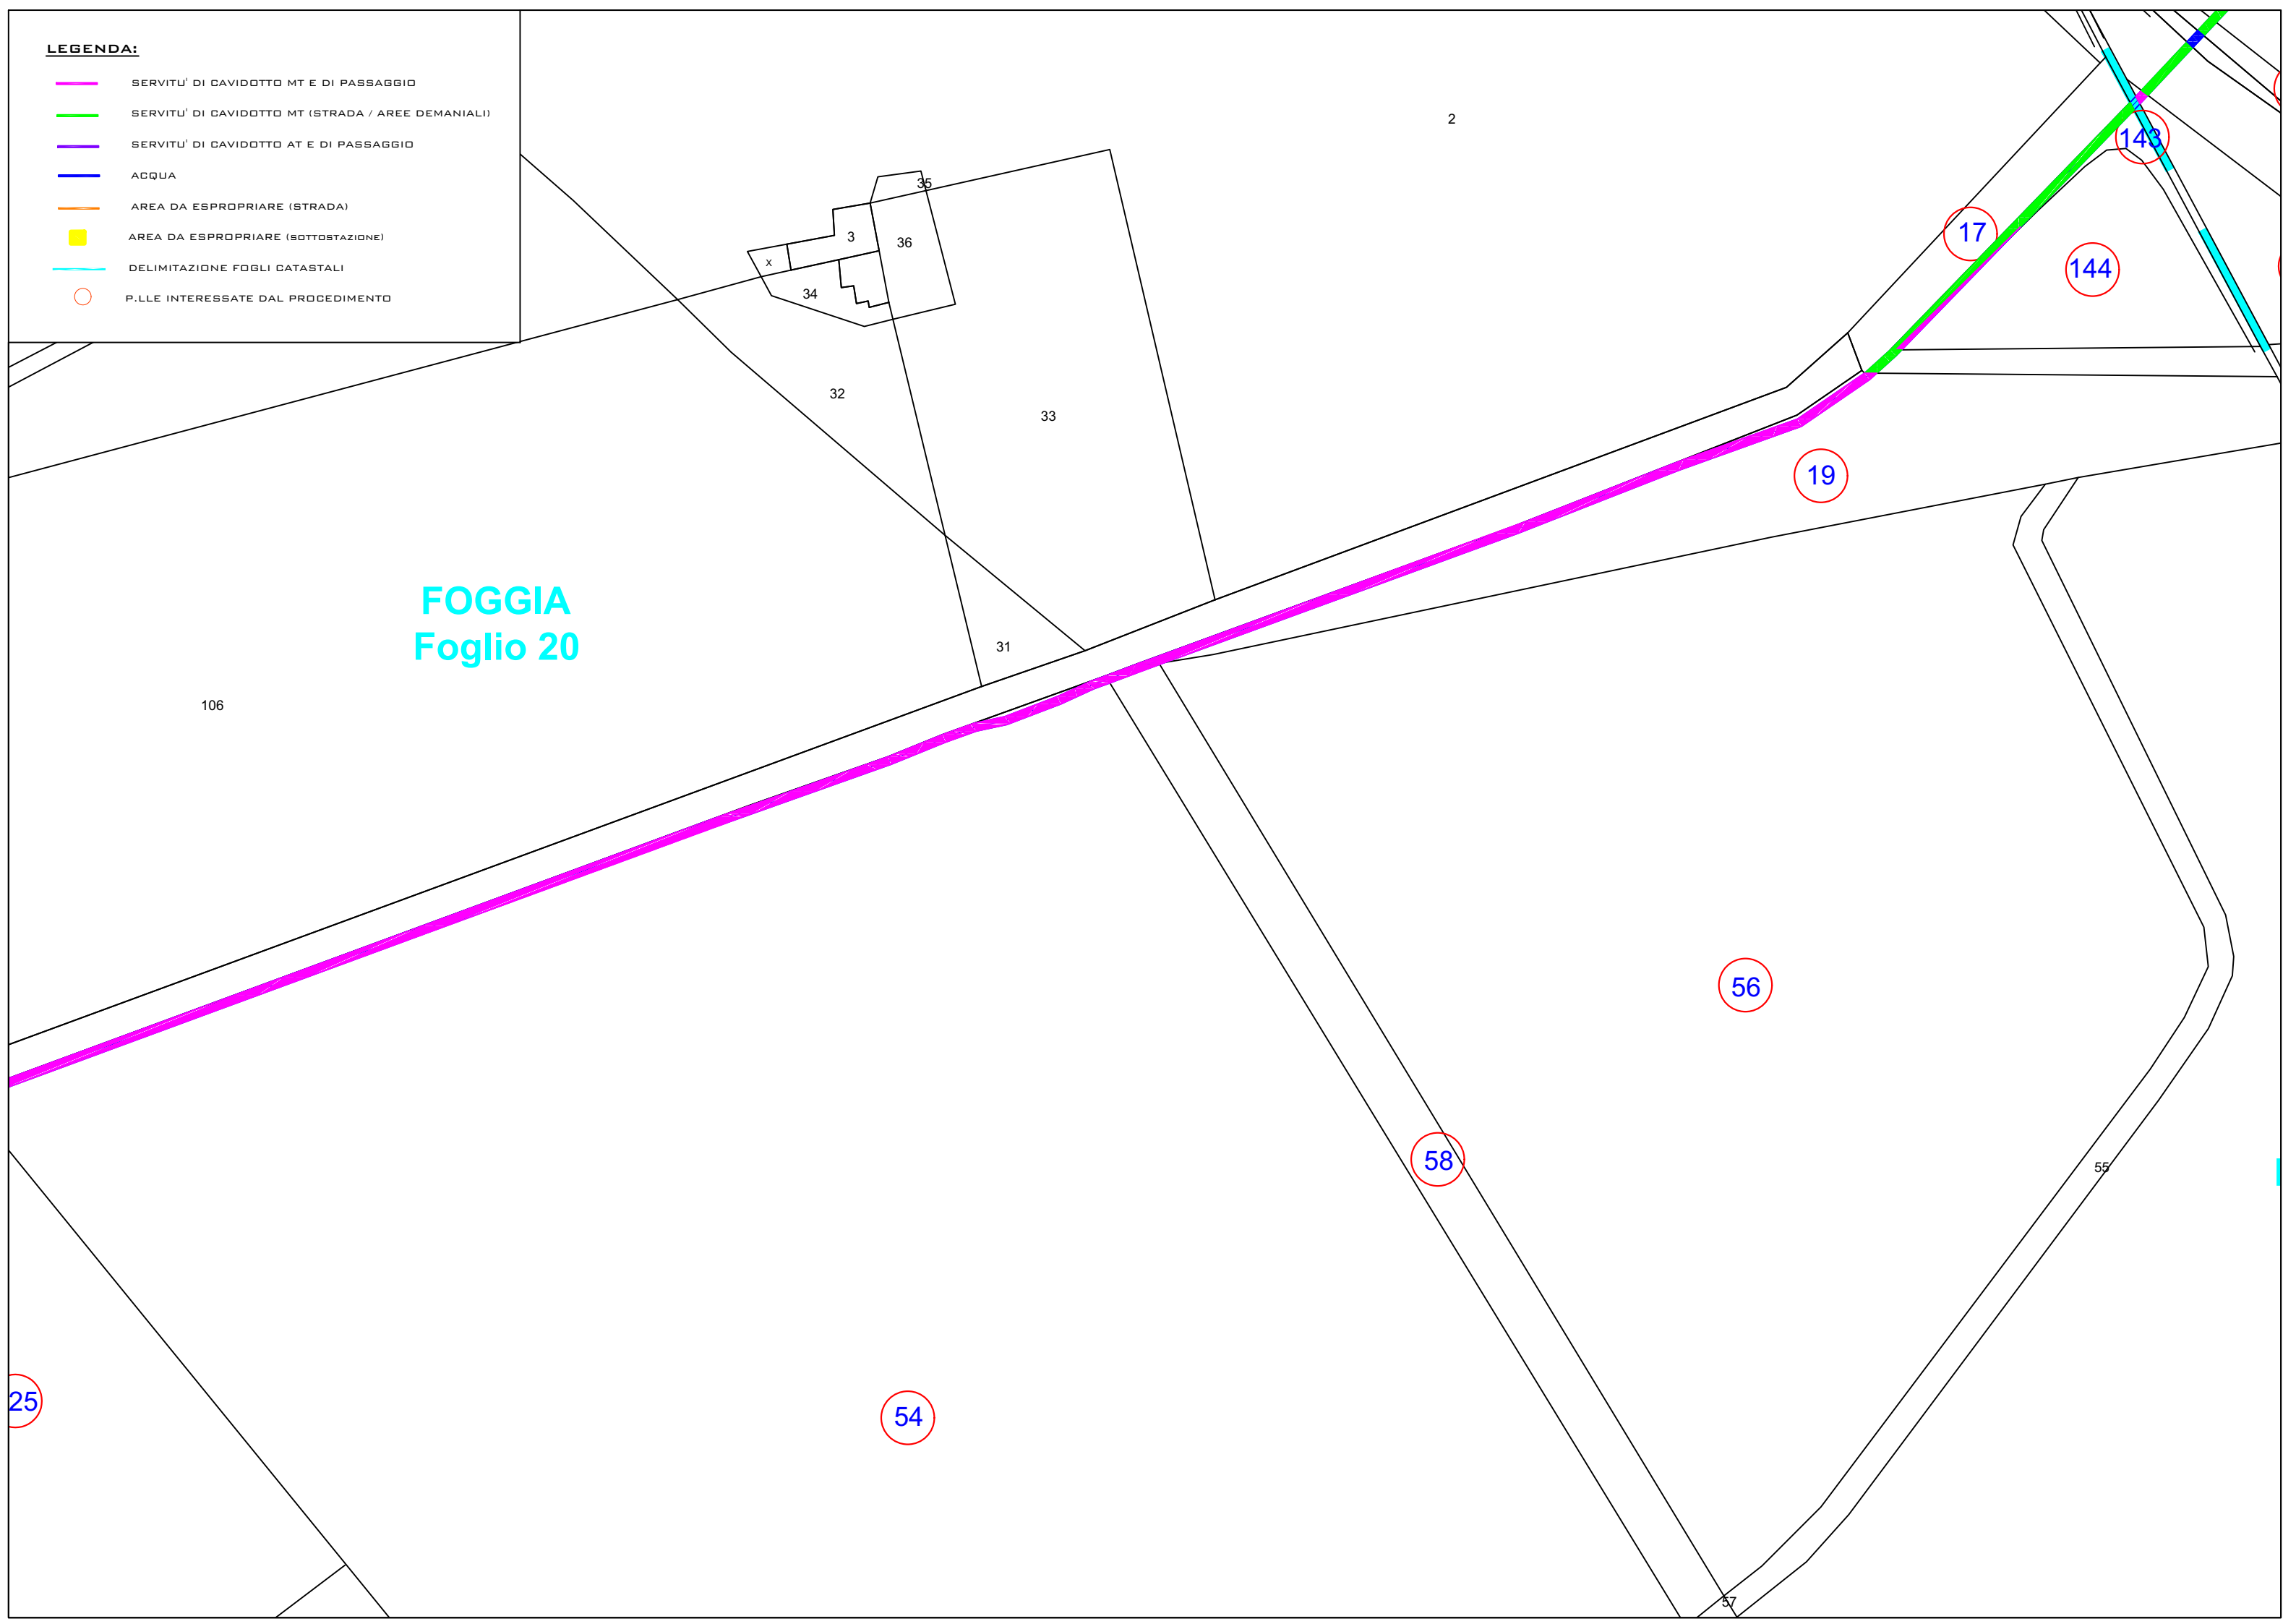 LEGENDA:
SERVITU' DI CAVIDOTTO MT E DI PASSAGGIO
SERVITU' DI CAVIDOTTO MT (STRADA / AREE DEMANIALI)
SERVITU' DI CAVIDOTTO AT E DI PASSAGGIO
ACQUA
AREA DA ESPROPRIARE (STRADA)
AREA DA ESPROPRIARE (SOTTOSTAZIONE)
DELIMITAZIONE FOGLI CATASTALI
P.LLE INTERESSATE DAL PROCEDIMENTO
2
143
35
17
3
36
x
144
34
32
33
19
FOGGIA
Foglio 20
31
106
56
58
55
25
54
57